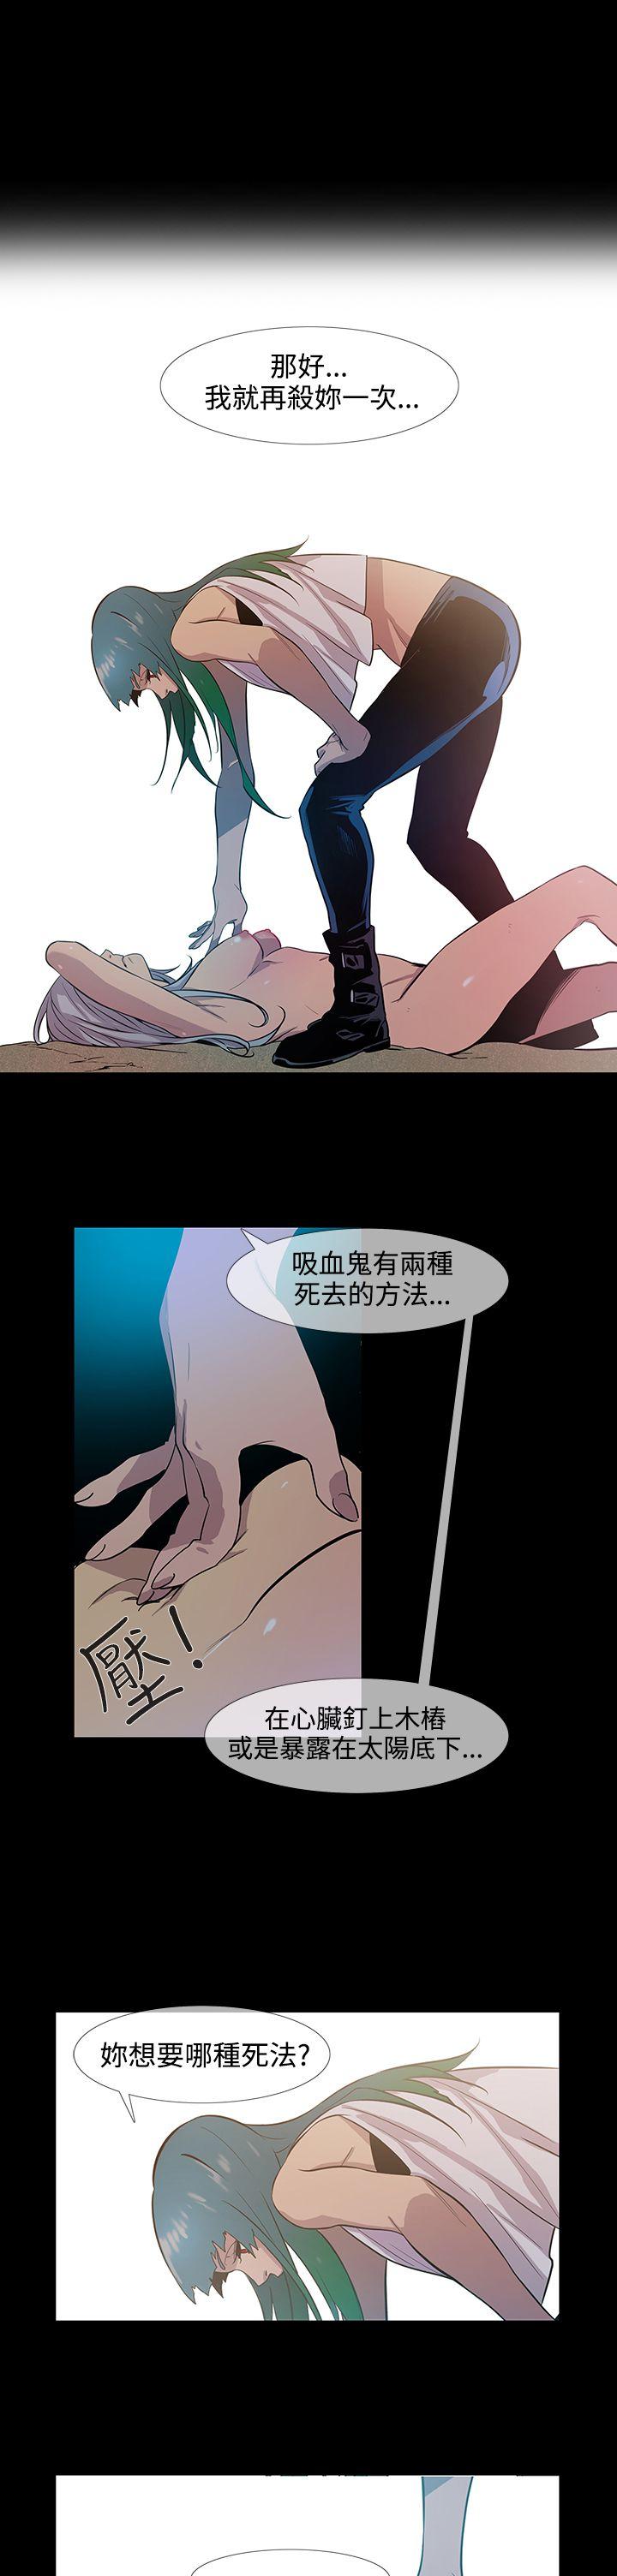 那好...
我就再殺妳一次...
吸血鬼有兩種
死去的方法...
壓!
在心臟釘上木樁
或是暴露在太陽底下...
妳想要哪種死法?